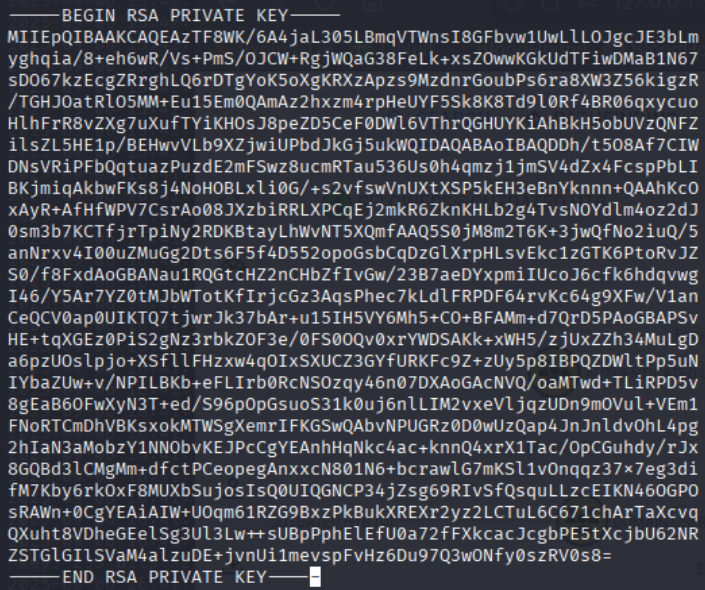 -----BEGIN RSA PRIVATE KEY-----
MIIEpQIBAAKCAQEAzTF8WK/6A4jaL305LBmqVTWnsI8GFbvw1UwLlLOJgcJE3bLm
yghqia/8+eh6wR/Vs+PmS/OJCW+RgjWQaG38FeLk+xsZOwwKGkUdTFiwDMaB1N67
sDO67kzEcgZRrghLQ6rDTgYoK5oXgKRXzApzs9MzdnrGoubPs6ra8XW3Z56kigzR
/TGHJOatRlO5MM+Eu15Em0QAmAz2hxzm4rpHeUYF5Sk8K8Td9l0Rf4BR06qxycuo
HlhFrR8vZXg7uXufTYiKHOsJ8peZD5CeF0DWl6VThrQGHUYKiAhBkH5obUVzQNFZ
ilsZL5HE1p/BEHwvVLb9XZjwiUPbdJkGj5ukWQIDAQABAoIBAQDDh/t5O8Af7CIW
DNsVRiPFbQqtuazPuzdE2mFSwz8ucmRTau536Us0h4qmzj1jmSV4dZx4FcspPbLI
BKjmiqAkbwFKs8j4NoHOBLxli0G/+s2vfswVnUXtXSP5kEH3eBnYknnn+QAAhKcO
xAyR+AfHfWPV7CsrAo08JXzbiRRLXPCqEj2mkR6ZknKHLb2g4TvsNOYdlm4oz2dJ
0sm3b7KCTfjrTpiNy2RDKBtayLhWvNT5XQmfAAQ5S0jM8m2T6K+3jwQfNo2iuQ/5
anNrxv4I00uZMuGg2Dts6F5f4D552opoGsbCqDzGlXrpHLsvEkc1zGTK6PtoRvJZ
S0/f8FxdAoGBANau1RQGtcHZ2nCHbZfIvGw/23B7aeDYxpmiIUcoJ6cfk6hdqvwg
I46/Y5Ar7YZ0tMJbWTotKfIrjcGz3AqsPhec7kLdlFRPDF64rvKc64g9XFw/V1an
CeQCV0ap0UIKTQ7tjwrJk37bAr+u15IH5VY6Mh5+CO+BFAMm+d7QrD5PAoGBAPSv
HE+tqXGEz0PiS2gNz3rbkZOF3e/0FS0OQv0xrYWDSAKk+xWH5/zjUxZZh34MuLgD
a6pzUOslpjo+XSfllFHzxw4qOIxSXUCZ3GYfURKFc9Z+zUy5p8IBPQZDWltPp5uN
IYbaZUw+v/NPILBKb+eFLIrb0RcNSOzqy46n07DXAoGAcNVQ/oaMTwd+TLiRPD5v
8gEaB6OFwXyN3T+ed/S96pOpGsuoS31k0uj6nlLIM2vxeVljqzUDn9mOVul+VEm1
FNoRTCmDhVBKsxokMTWSgXemrIFKGSwQAbvNPUGRz0D0wUzQap4JnJnldvOhL4pg
2hIaN3aMobzY1NNObvKEJPcCgYEAnhHqNkc4ac+knnQ4xrX1Tac/OpCGuhdy/rJx
8GQBd3lCMgMm+dfctPCeopegAnxxcN801N6+bcrawlG7mKSl1vOnqqz37×7eg3di
fM7Kby6rkOxF8MUXbSujosIsQ0UIQGNCP34jZsg69RIvSfQsquLLzcEIKN46OGPO
sRAWn+0CgYEAiAIW+UOqm61RZG9BxzPkBukXREXr2yz2LCTuL6C671chArTaXcvq
QXuht8VDheGEelSg3Ul3Lw++sUBpPphElEfU0a72fFXkcacJcgbPE5tXcjbU62NR
ZSTGlGIlSVaM4alzuDE+jvnUi1mevspFvHz6Du97Q3wONfy0szRV0s8=
-----END RSA PRIVATE KEY-----